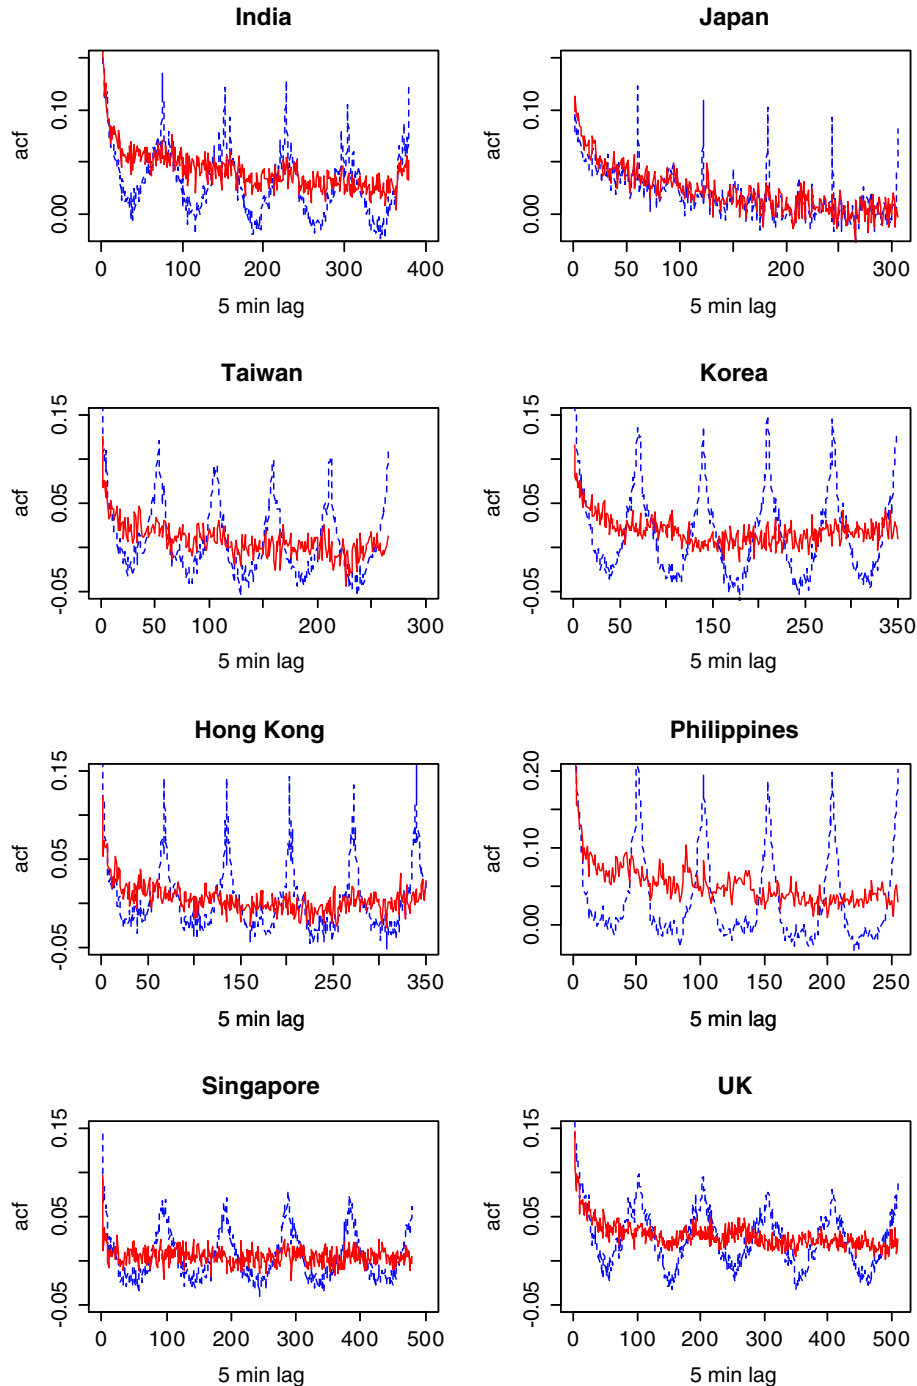 India
acf
0.00 0.10
0 100 200 300 400
5 min lag
Japan
acf
0.00 0.10
0 50 100 200 300
5 min lag
Taiwan
acf
-0.05 0.05 0.15
0 50 100 200 300
5 min lag
Korea
acf
-0.05 0.05 0.15
0 50 150 250 350
5 min lag
Hong Kong
acf
-0.05 0.05 0.15
0 50 150 250 350
5 min lag
Philippines
acf
0.00 0.10 0.20
0 50 100 150 200 250
5 min lag
Singapore
acf
-0.05 0.05 0.15
0 100 200 300 400 500
5 min lag
UK
acf
-0.05 0.05 0.15
0 100 200 300 400 500
5 min lag